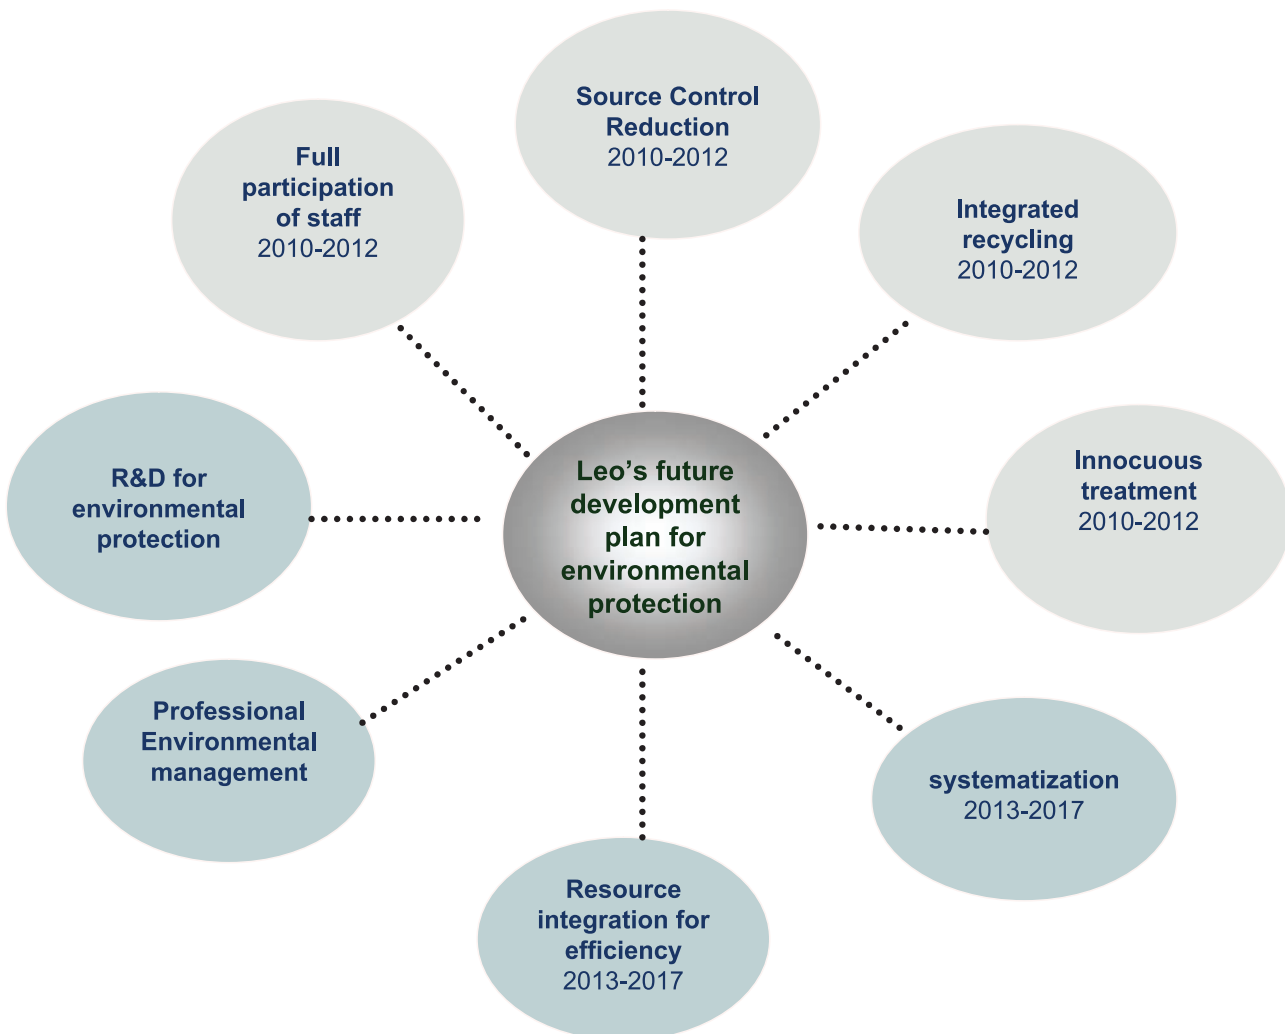 Source Control
Reduction
2010-2012
Full
participation
of staff
2010-2012
Integrated
recycling
2010-2012
Innocuous
treatment
2010-2012
Leo's future
development
plan for
environmental
protection
R&D for
environmental
protection
Professional
Environmental
management
systematization
2013-2017
Resource
integration for
efficiency
2013-2017